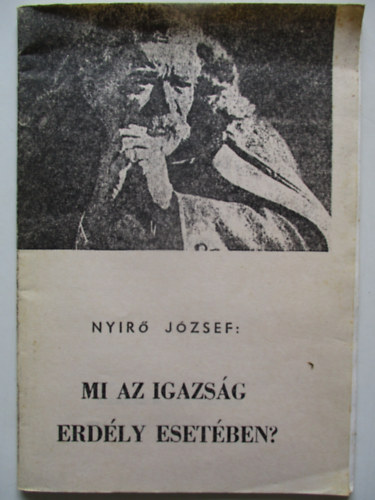 NYIRŐ JÓZSEF:
MI AZ IGAZSÁG
ERDÉLY ESETÉBEN?